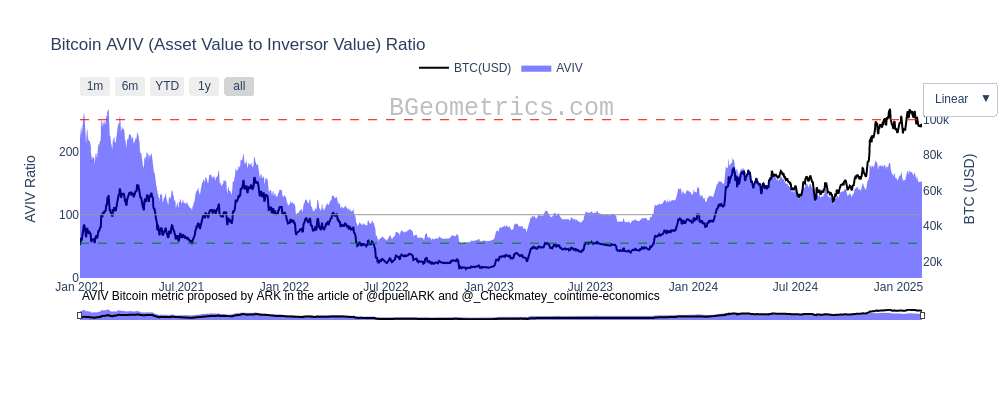 Bitcoin AVIV (Asset Value to Inversor Value) Ratio
BTC(USD) AVIV
1m 6m YTD 1y all
Linear ▼
BGeometrics.com
200
100
0
AVIV Ratio
100k
80k
60k
40k
20k
BTC (USD)
Jan 2021 Jul 2021 Jan 2022 Jul 2022 Jan 2023 Jul 2023 Jan 2024 Jul 2024 Jan 2025
AVIV Bitcoin metric proposed by ARK in the article of @dpuellARK and @_Checkmatey_cointime-economics